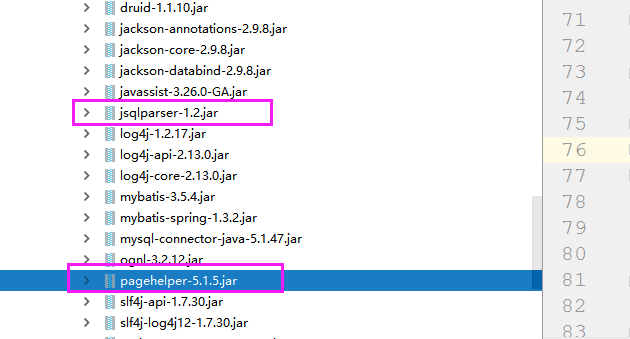 druid-1.1.10.jar
jackson-annotations-2.9.8.jar
jackson-core-2.9.8.jar
jackson-databind-2.9.8.jar
javassist-3.26.0-GA.jar
jsqlparser-1.2.jar
log4j-1.2.17.jar
log4j-api-2.13.0.jar
log4j-core-2.13.0.jar
mybatis-3.5.4.jar
mybatis-spring-1.3.2.jar
mysql-connector-java-5.1.47.jar
ognl-3.2.12.jar
pagehelper-5.1.5.jar
slf4j-api-1.7.30.jar
slf4j-log4j12-1.7.30.jar
71
72
73
74
75
76
77
78
79
80
81
82
83